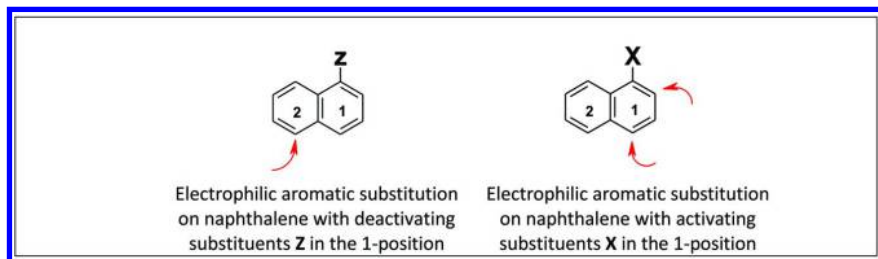 Z
X
2 1
2 1
Electrophilic aromatic substitution
on naphthalene with deactivating
substituents Z in the 1-position
Electrophilic aromatic substitution
on naphthalene with activating
substituents X in the 1-position